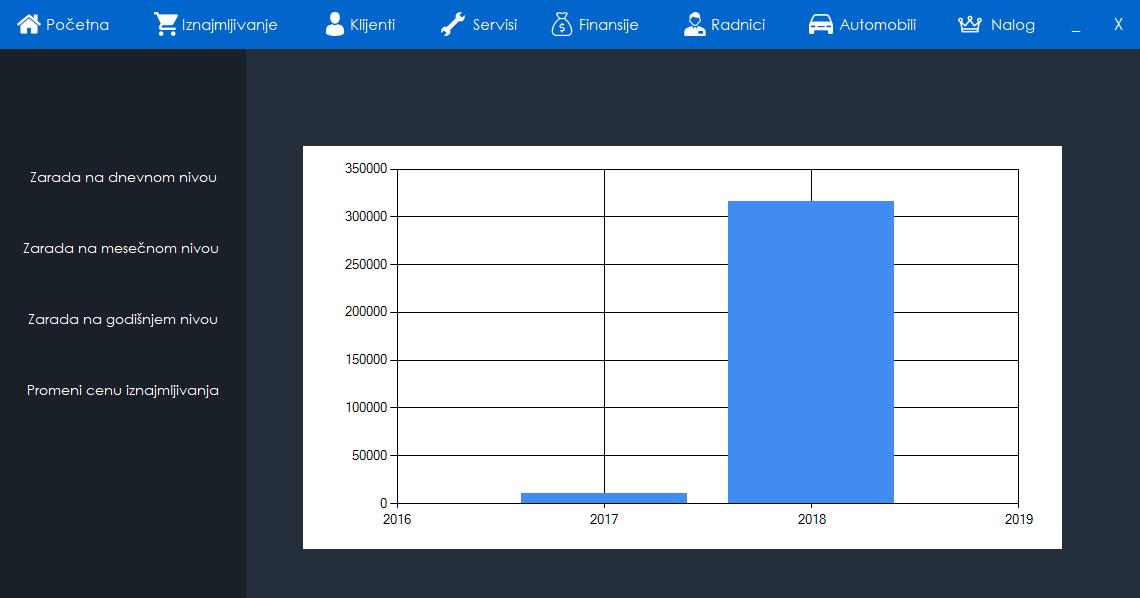 Početna Iznajmljivanje Klijenti Servisi Finansije Radnici Automobili Nalog _ X
Zarada na dnevnom nivou
Zarada na mesečnom nivou
Zarada na godišnjem nivou
Promeni cenu iznajmljivanja
350000
300000
250000
200000
150000
100000
50000
0
2016 2017 2018 2019